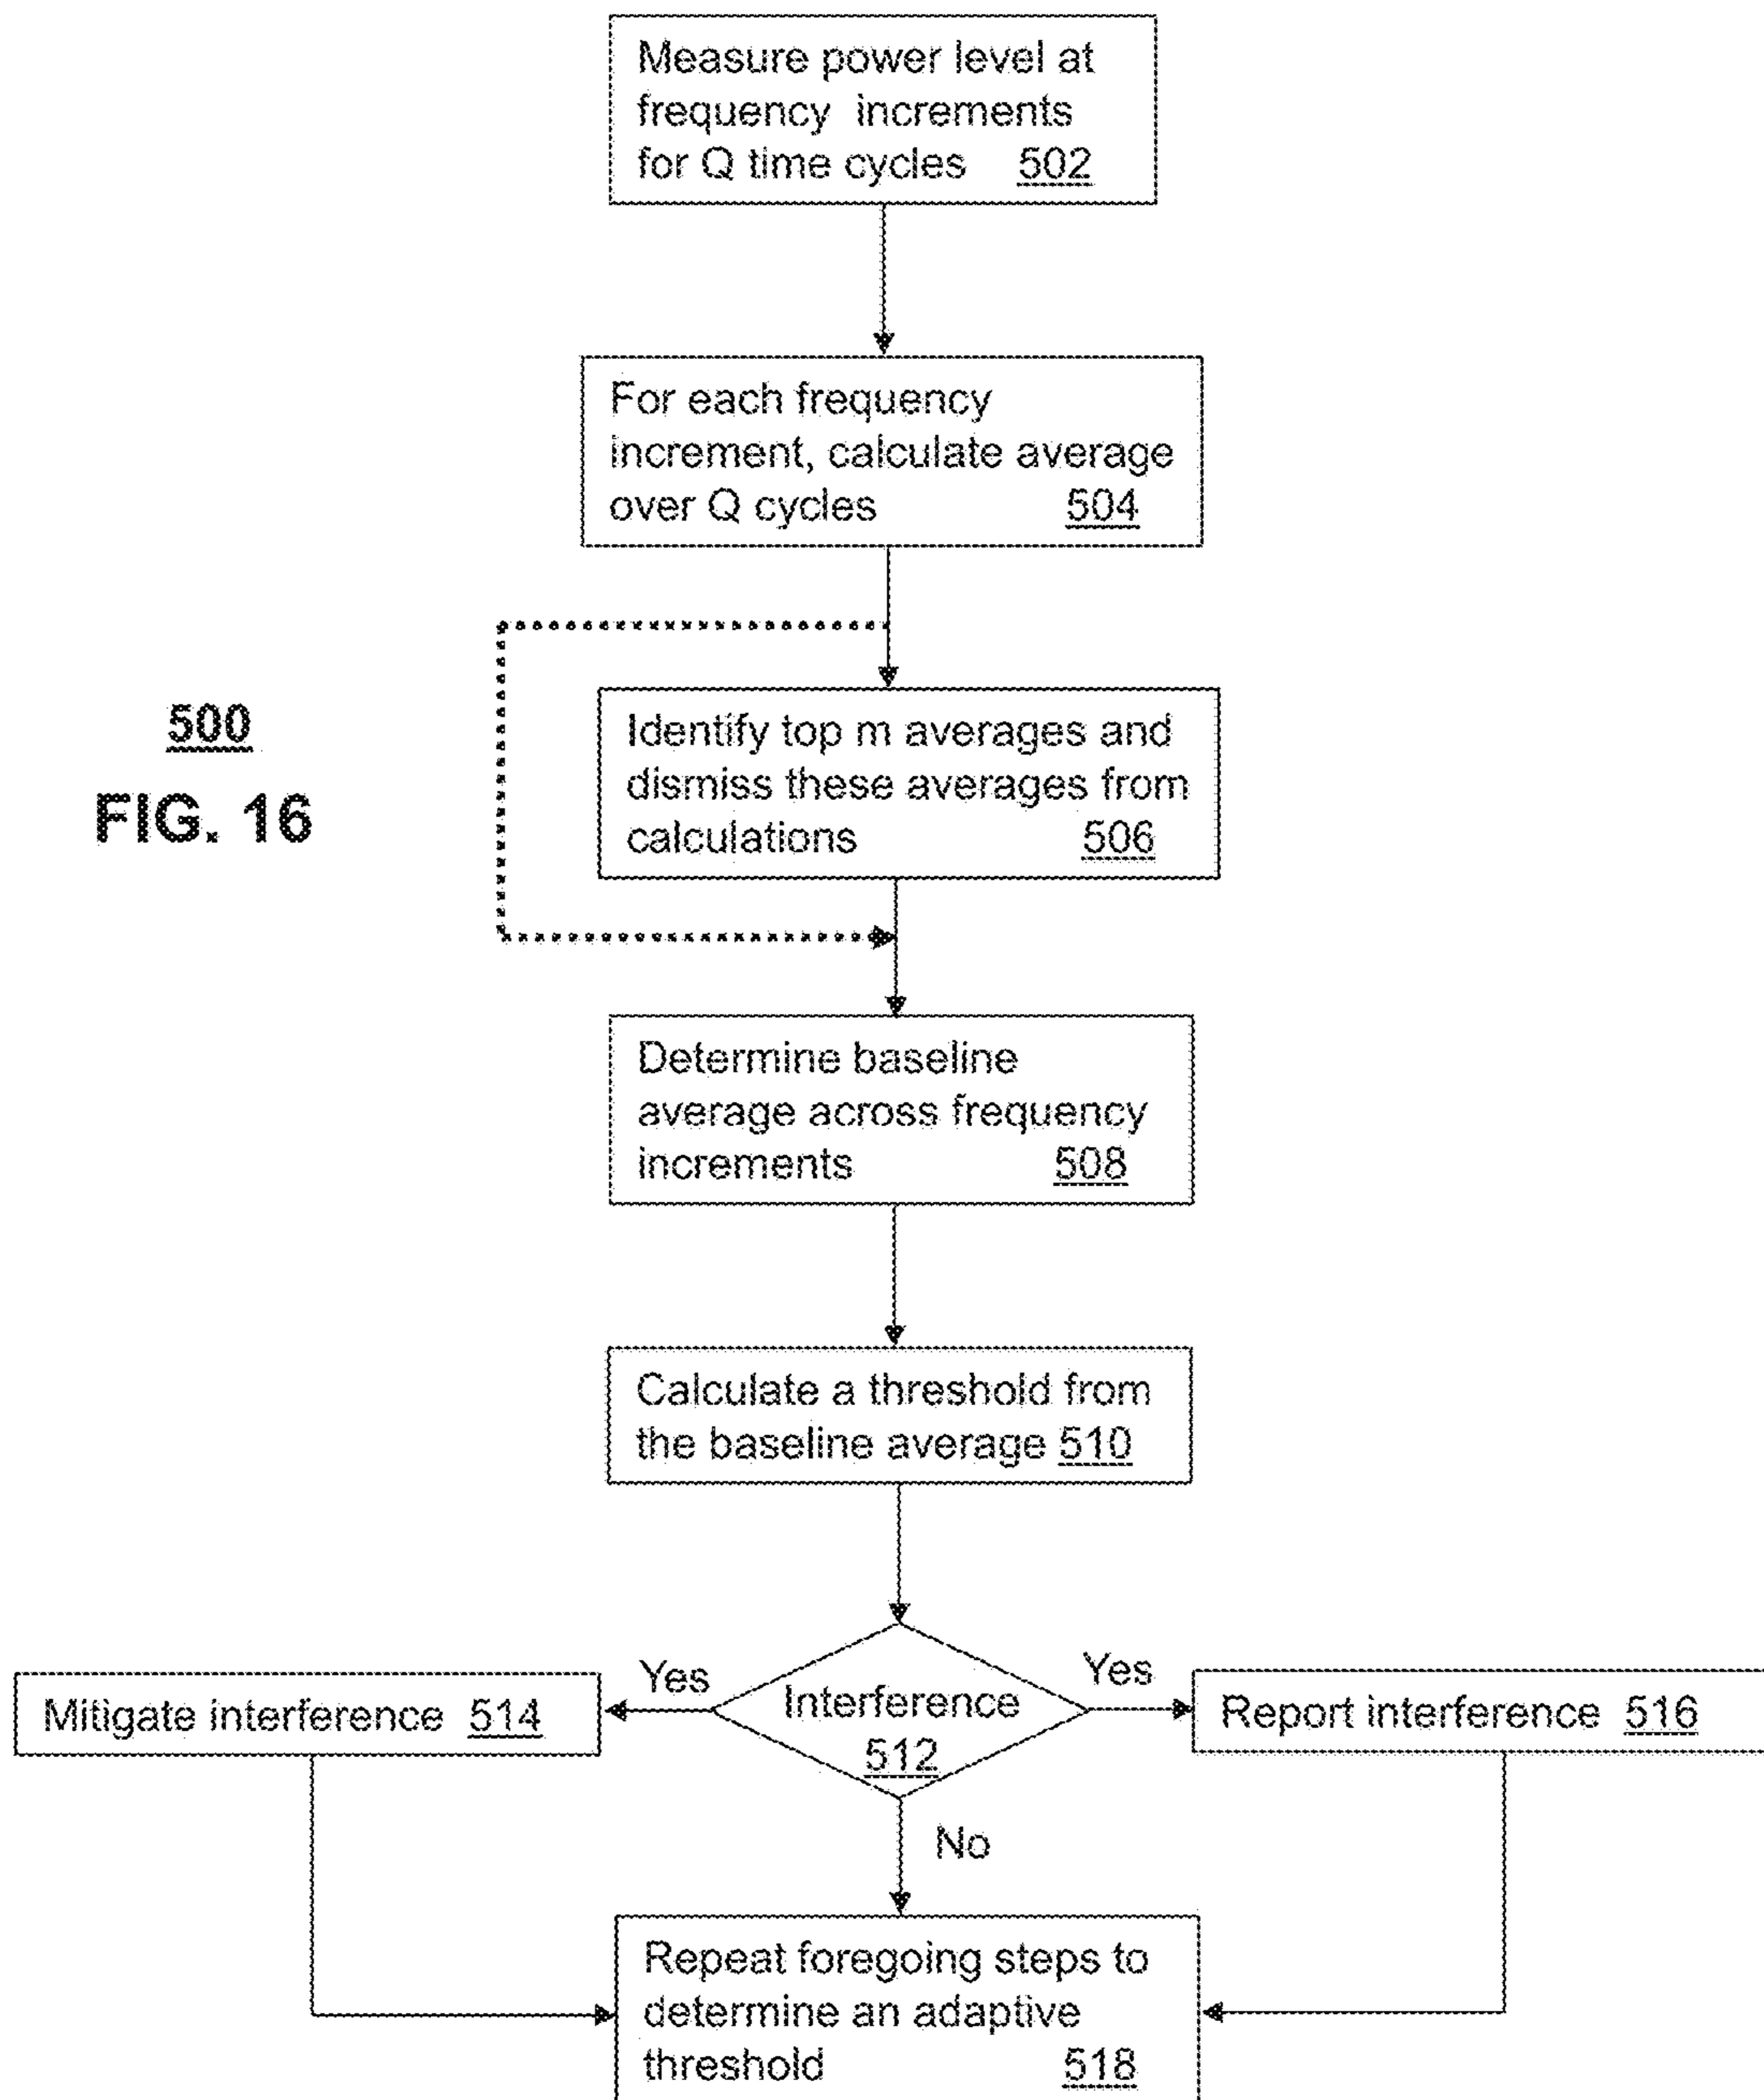 Measure power level at
frequency increments
for Q time cycles 502
For each frequency
increment, calculate average
over Q cycles 504
500
FIG. 16
Identify top m averages and
dismiss these averages from
calculations 506
Determine baseline
average across frequency
increments 508
Calculate a threshold from
the baseline average 510
Yes
Yes
Mitigate interference 514
Interference
512
Report interference 516
No
Repeat foregoing steps to
determine an adaptive
threshold 518